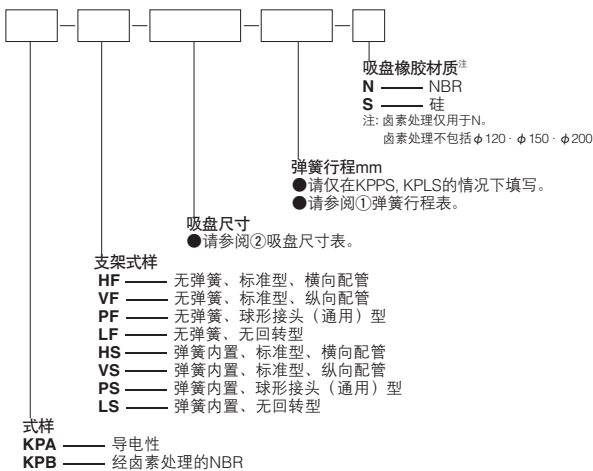 吸盘橡胶材质注
N —— NBR
S —— 硅
注: 卤素处理仅用于N。
卤素处理不包括φ120·φ150·φ200
弹簧行程mm
●请仅在KPPS, KPLS的情况下填写。
●请参阅①弹簧行程表。
吸盘尺寸
●请参阅②吸盘尺寸表。
支架式样
HF —— 无弹簧、标准型、横向配管
VF —— 无弹簧、标准型、纵向配管
PF —— 无弹簧、球形接头（通用）型
LF —— 无弹簧、无回转型
HS —— 弹簧内置、标准型、横向配管
VS —— 弹簧内置、标准型、纵向配管
PS —— 弹簧内置、球形接头（通用）型
LS —— 弹簧内置、无回转型
式样
KPA —— 导电性
KPB —— 经卤素处理的NBR